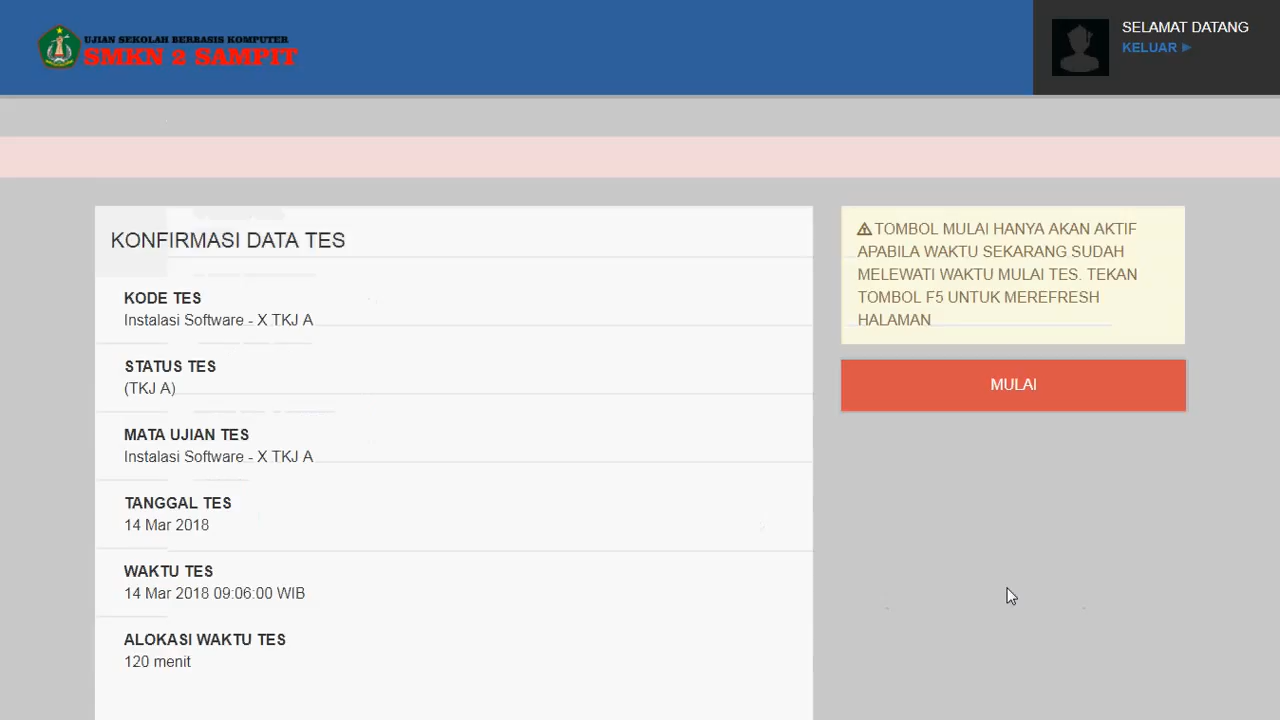 UJIAN SEKOLAH BERBASIS KOMPUTER
SMKN 2 SAMPIT
SELAMAT DATANG
KELUAR
KONFIRMASI DATA TES
KODE TES
Instalasi Software - X TKJ A
STATUS TES
(TKJ A)
MATA UJIAN TES
Instalasi Software - X TKJ A
TANGGAL TES
14 Mar 2018
WAKTU TES
14 Mar 2018 09:06:00 WIB
ALOKASI WAKTU TES
120 menit
TOMBOL MULAI HANYA AKAN AKTIF
APABILA WAKTU SEKARANG SUDAH
MELEWATI WAKTU MULAI TES. TEKAN
TOMBOL F5 UNTUK MEREFRESH
HALAMAN
MULAI